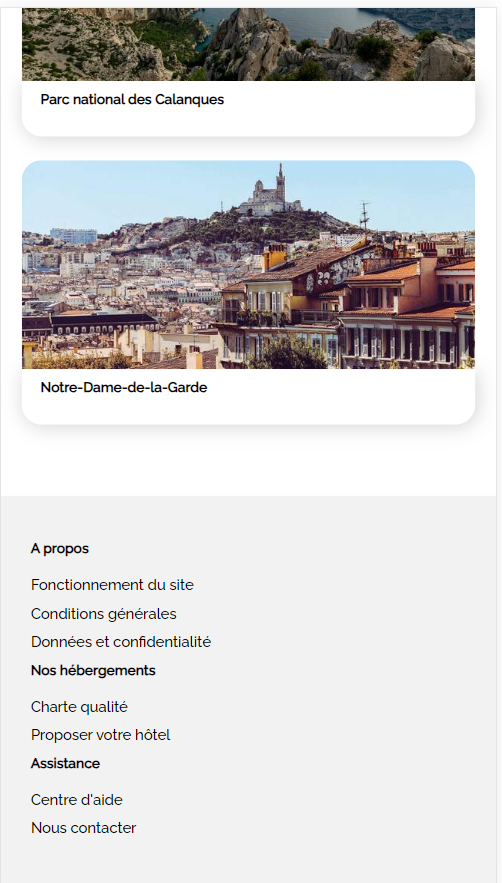 Parc national des Calanques
Notre-Dame-de-la-Garde
A propos
Fonctionnement du site
Conditions générales
Données et confidentialité
Nos hébergements
Charte qualité
Proposer votre hôtel
Assistance
Centre d'aide
Nous contacter